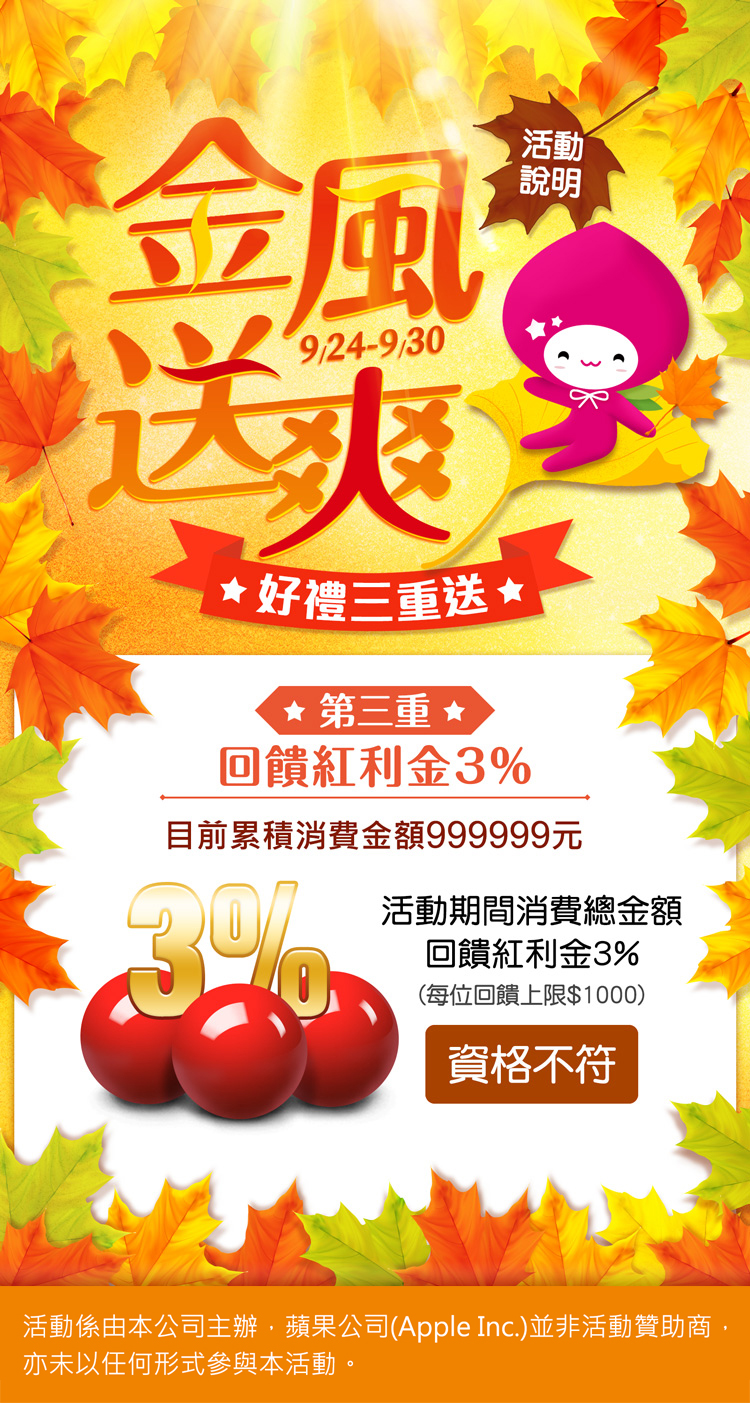 活動
說明
金風
9/24-9/30
送爽
好禮三重送
第三重
回饋紅利金3%
目前累積消費金額999999元
3%
活動期間消費總金額
回饋紅利金3%
(每位回饋上限$1000)
資格不符
活動係由本公司主辦，蘋果公司(Apple Inc.)並非活動贊助商，
亦未以任何形式參與本活動。